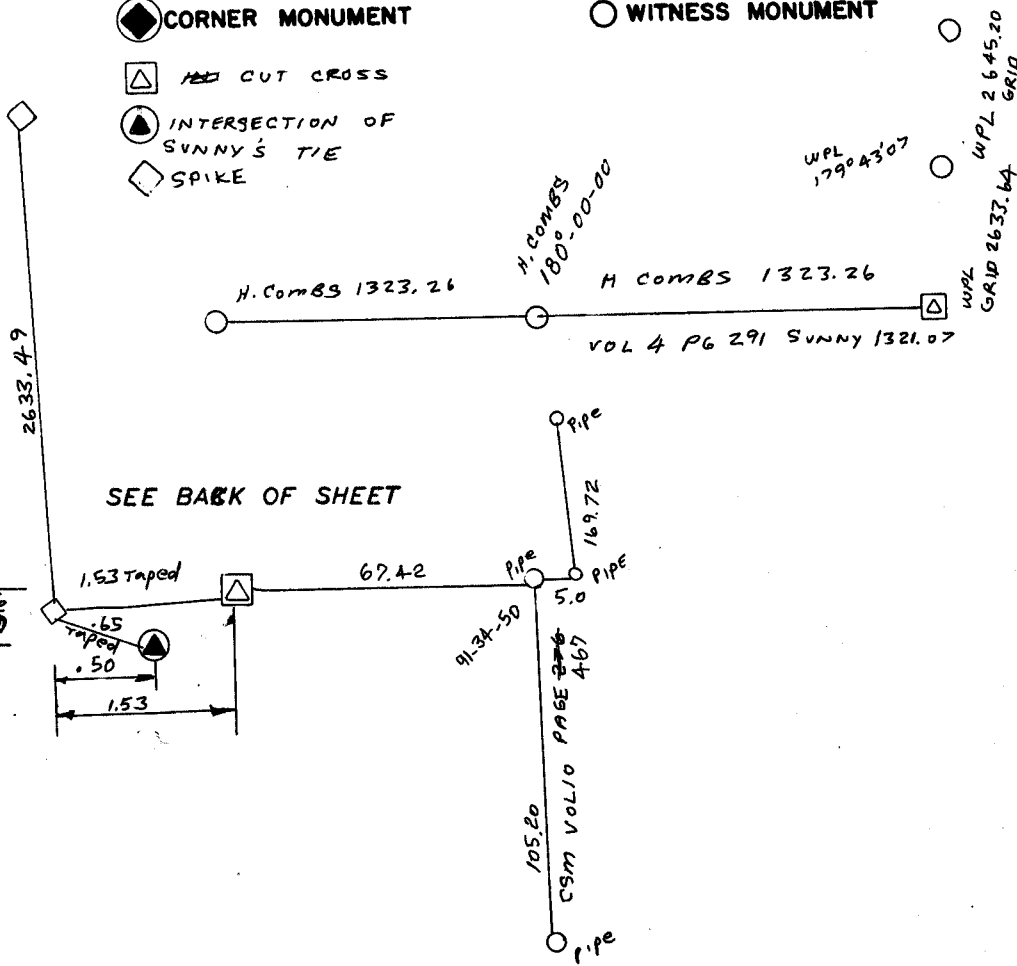 CORNER MONUMENT
WITNESS MONUMENT
CUT CROSS
INTERSECTION OF
SUNNY'S TIE
SPIKE
WPL 2645.20
GRID
WPL
179°43'07
WPL
GRID 2633.64
H. COMBS
180°-00-00
H. COMBS 1323.26
H COMBS 1323.26
VOL 4 PG 291 SUNNY 1321.07
2633.49
PIPE
169.72
SEE BACK OF SHEET
1.53 Taped
67.42
PIPE
PIPE
5.0
.65
Taped
.50
1.53
91-34-50
CSM VOL10 PAGE 467
105.20
PIPE